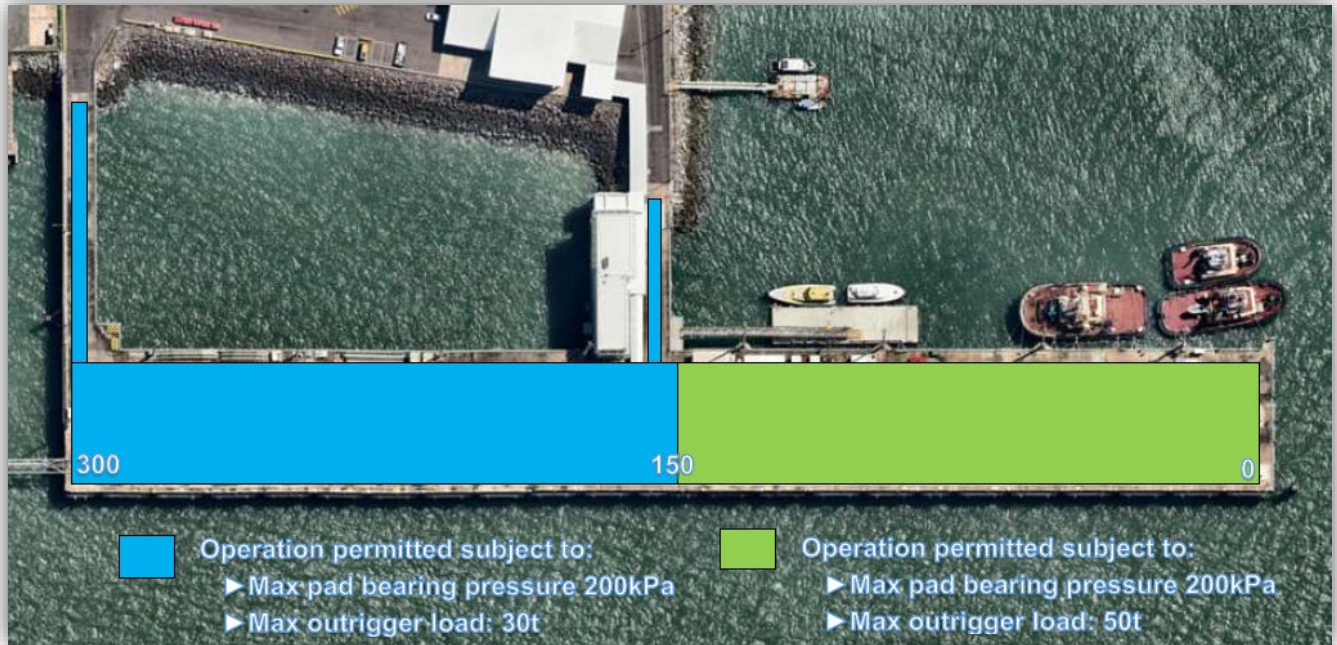 300
150
0
Operation permitted subject to:
►Max pad bearing pressure 200kPa
►Max outrigger load: 30t
Operation permitted subject to:
►Max pad bearing pressure 200kPa
►Max outrigger load: 50t